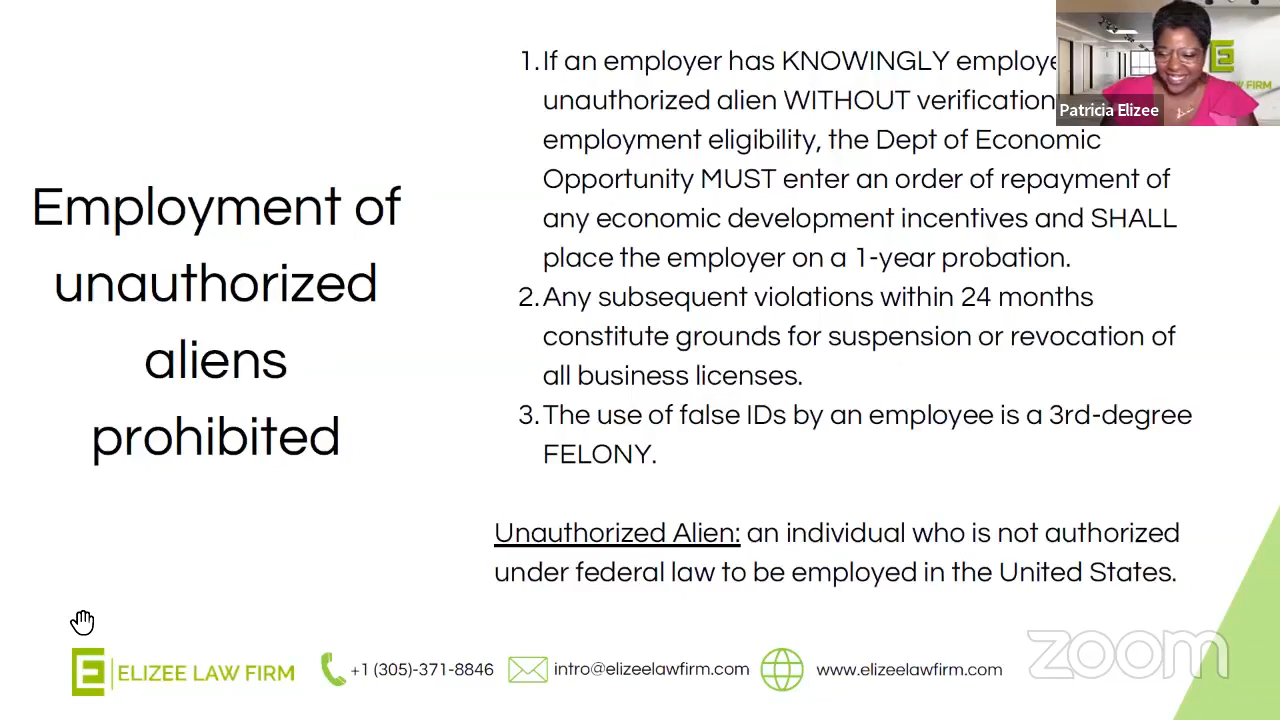 Employment of
unauthorized
aliens
prohibited
1. If an employer has KNOWINGLY employe
unauthorized alien WITHOUT verification
employment eligibility, the Dept of Economic
Opportunity MUST enter an order of repayment of
any economic development incentives and SHALL
place the employer on a 1-year probation.
2. Any subsequent violations within 24 months
constitute grounds for suspension or revocation of
all business licenses.
3. The use of false IDs by an employee is a 3rd-degree
FELONY.
Unauthorized Alien: an individual who is not authorized
under federal law to be employed in the United States.
Patricia Elizee
E
W FIRM
E ELIZEE LAW FIRM
+1 (305)-371-8846
intro@elizeelawfirm.com
www.elizeelawfirm.com
zoom